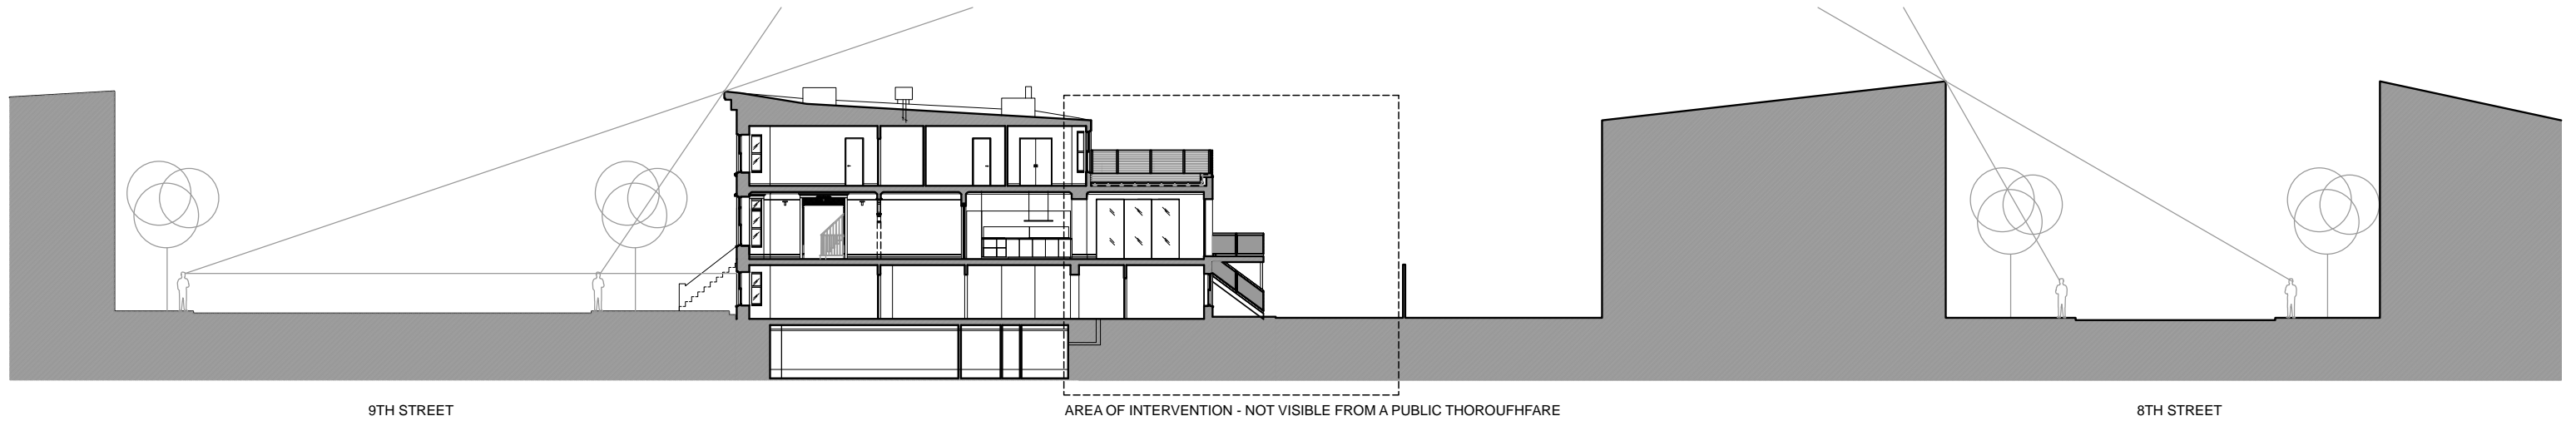 9TH STREET
AREA OF INTERVENTION - NOT VISIBLE FROM A PUBLIC THOROUFHFARE
8TH STREET